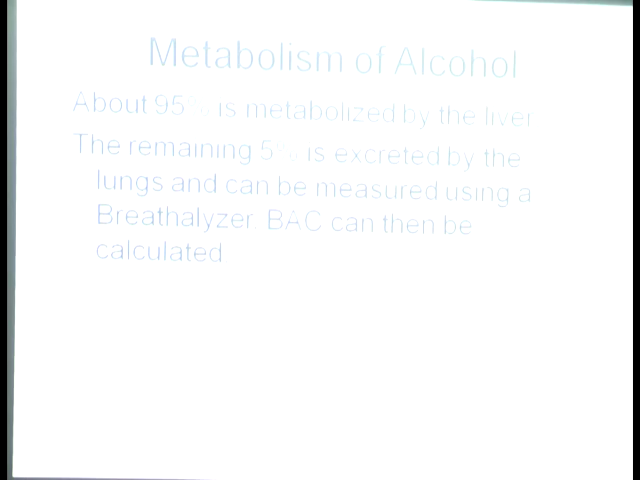 Metabolism of Alcohol
About 95% is metabolized by the liver
The remaining 5% is excreted by the
lungs and can be measured using a
Breathalyzer. BAC can then be
calculated